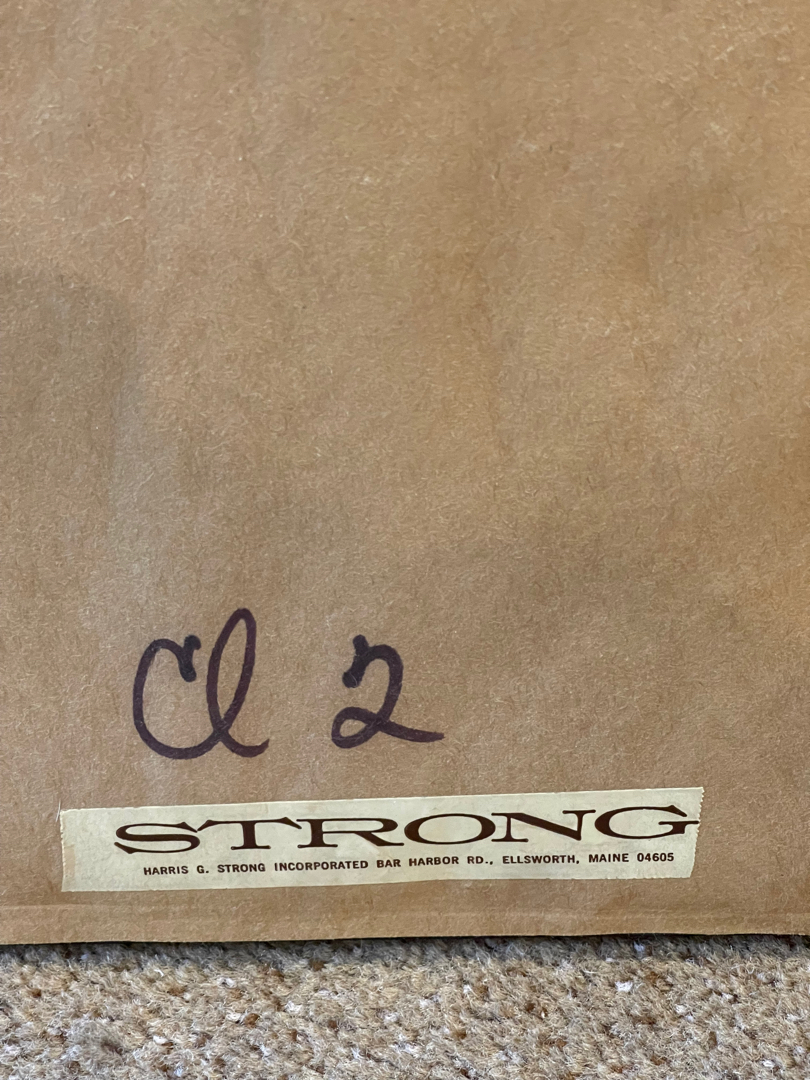 Cl 2
STRONG
HARRIS G. STRONG INCORPORATED BAR HARBOR RD., ELLSWORTH, MAINE 04605